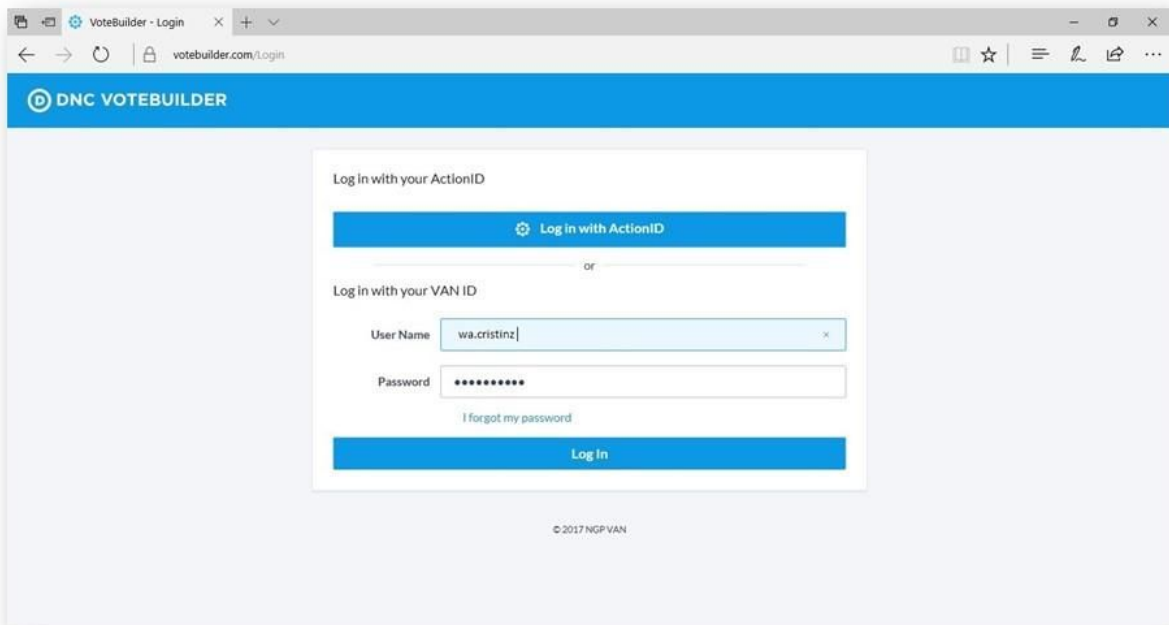 VoteBuilder - Login
votebuilder.com/Login
D DNC VOTEBUILDER
Log in with your ActionID
Log in with ActionID
or
Log in with your VAN ID
User Name wa.cristinz
Password ••••••••••
I forgot my password
Log In
© 2017 NGP VAN